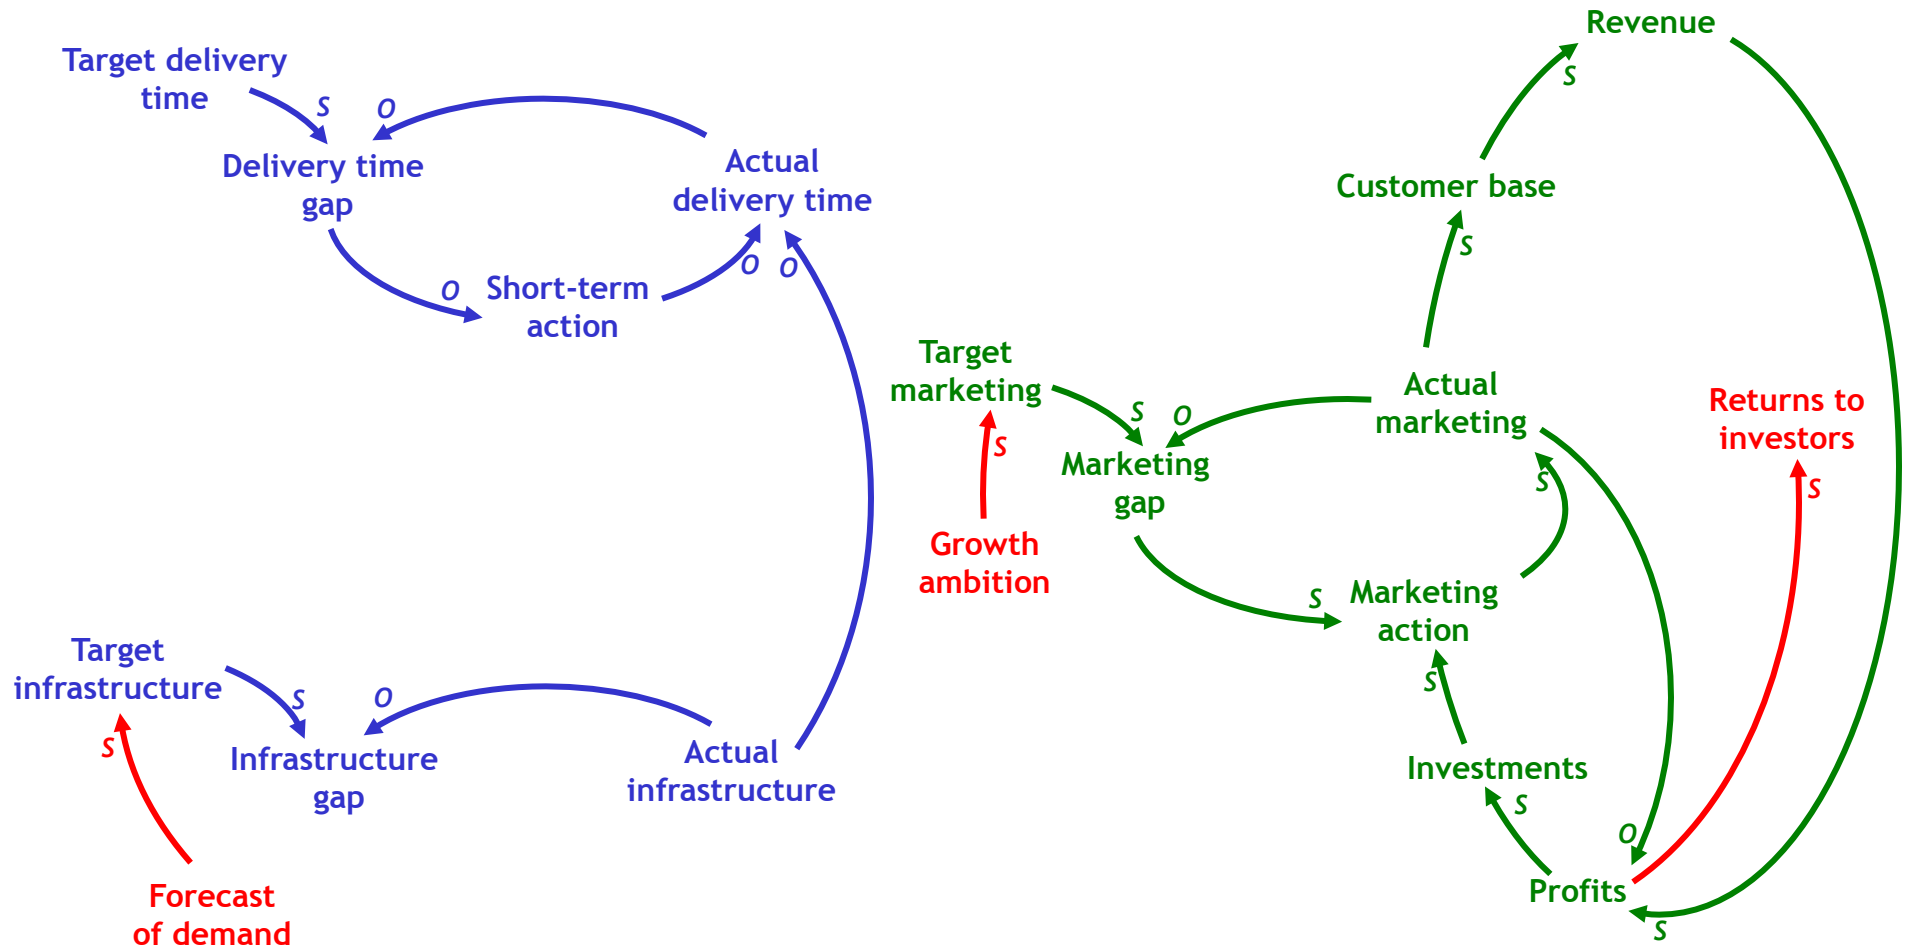 Revenue
Target delivery
time
S
O
S
Delivery time
gap
Actual
delivery time
Customer base
S
O
O
O
Short-term
action
Target
marketing
Actual
marketing
S
O
S
Returns to
investors
Marketing
gap
S
S
Growth
ambition
S
Marketing
action
S
Target
infrastructure
S
O
S
Infrastructure
gap
Actual
infrastructure
Investments
S
O
Forecast
of demand
Profits
S